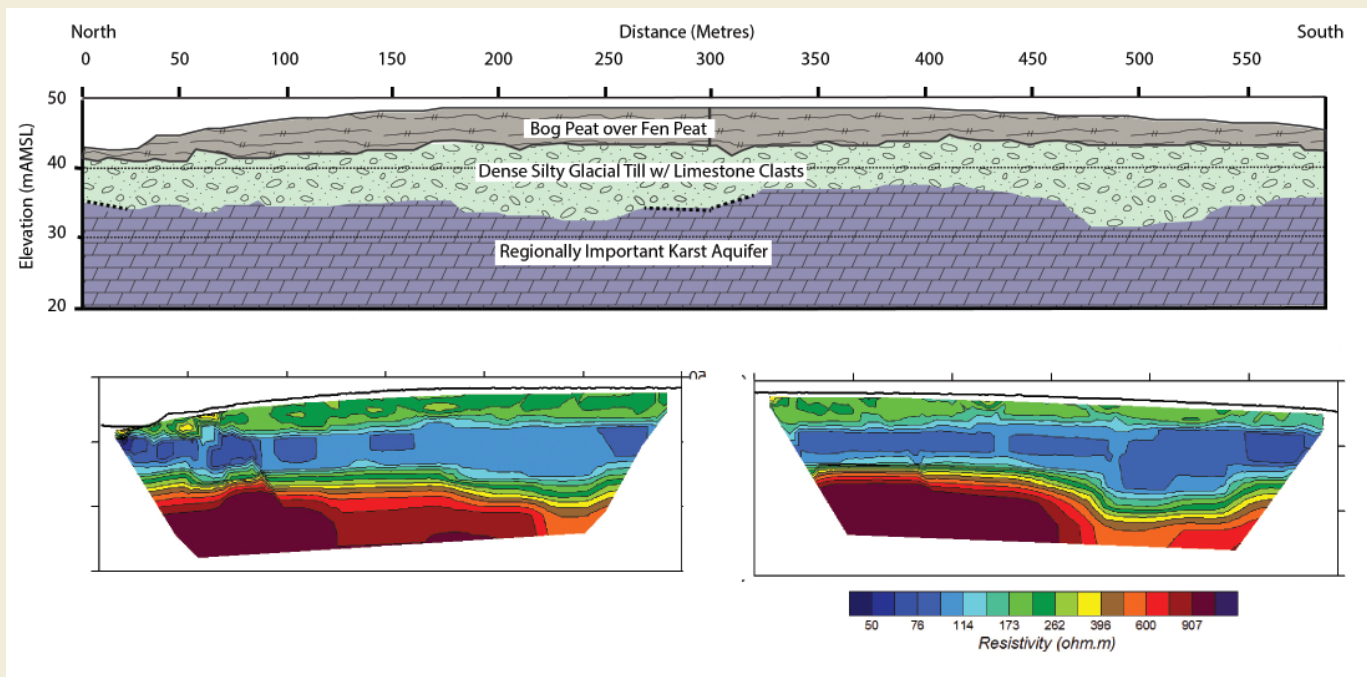 North Distance (Metres) South
0 50 100 150 200 250 300 350 400 450 500 550
50
Bog Peat over Fen Peat
40
Dense Silty Glacial Till w/ Limestone Clasts
30
Regionally Important Karst Aquifer
20
Elevation (mAMSL)
50 76 114 173 262 396 600 907
Resistivity (ohm.m)